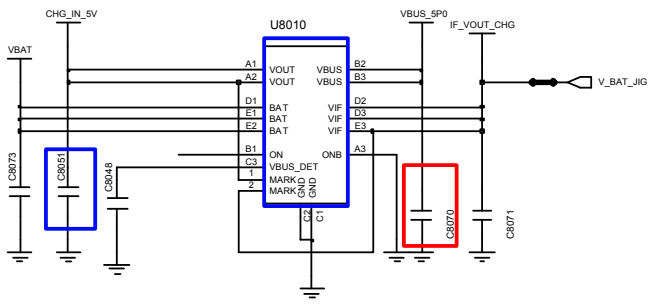 CHG_IN_5V
VBUS_5P0
U8010
IF_VOUT_CHG
VBAT
A1 VOUT VBUS B2
A2 VOUT VBUS B3
V_BAT_JIG
D1 BAT VIF D2
E1 BAT VIF D3
E2 BAT VIF E3
B1 ON ONB A3
C3 VBUS_DET
1 MARK
2 MARK
GND GND
C2 C1
C8073
C8051
C8048
C8070
C8071